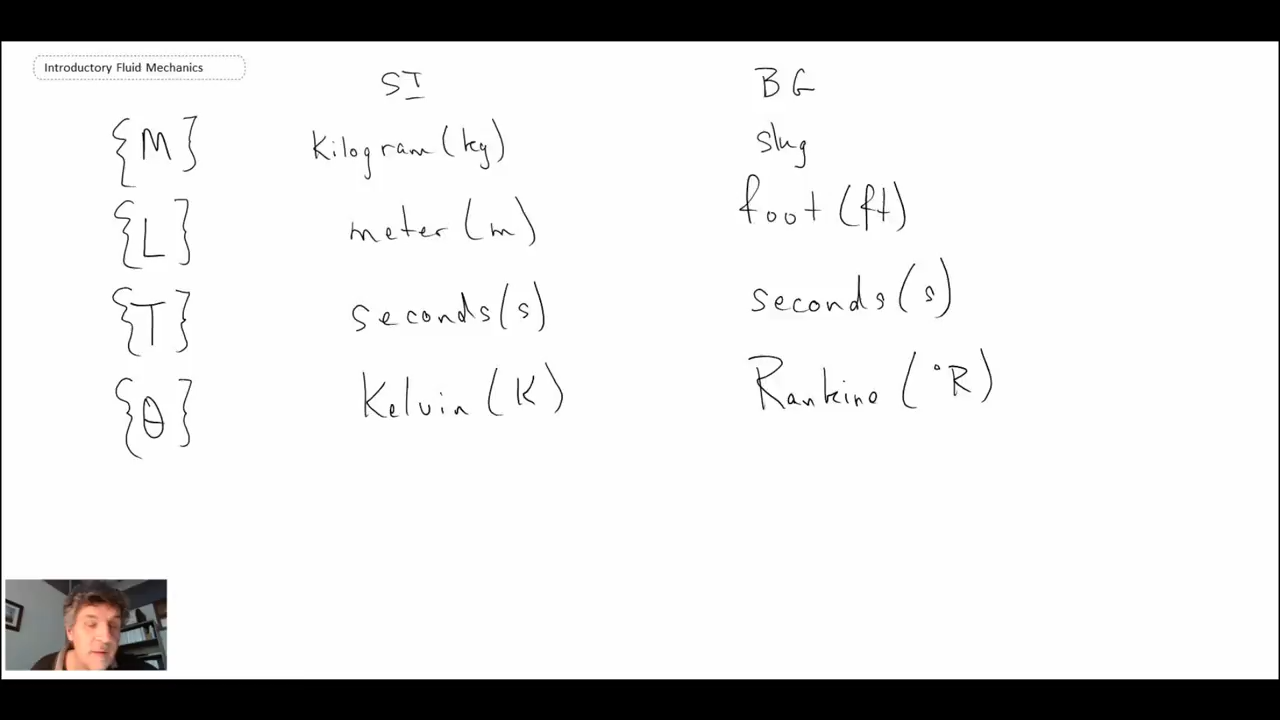 Introductory Fluid Mechanics
SI BG
{M} Kilogram (kg) slug
{L} meter (m) foot (ft)
{T} seconds (s) seconds (s)
{θ} Kelvin (K) Rankine (°R)